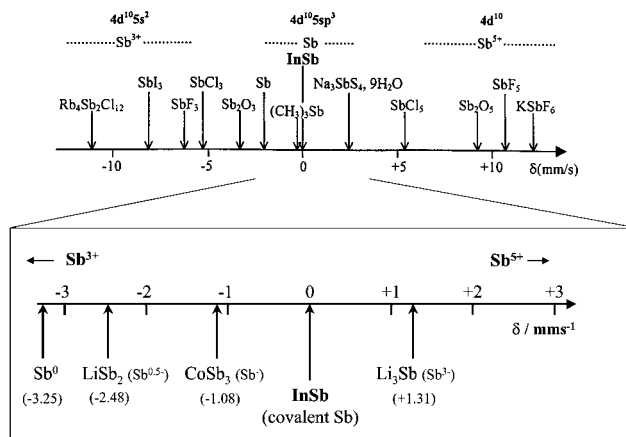 4d¹⁰5s² 4d¹⁰5sp³ 4d¹⁰
Sb³⁺ Sb Sb⁵⁺
InSb
SbI₃ SbCl₃ Sb Na₃SbS₄, 9H₂O SbF₅
Rb₄Sb₂Cl₁₂ SbF₃ Sb₂O₃ (CH₃)₃Sb SbCl₅ Sb₂O₅ KSbF₆
-10 -5 0 +5 +10 δ(mm/s)
Sb³⁺ Sb⁵⁺
-3 -2 -1 0 +1 +2 +3
δ / mms⁻¹
Sb⁰ LiSb₂ (Sb⁰·⁵⁻) CoSb₃ (Sb⁻) InSb Li₃Sb (Sb³⁻)
(-3.25) (-2.48) (-1.08) (covalent Sb) (+1.31)